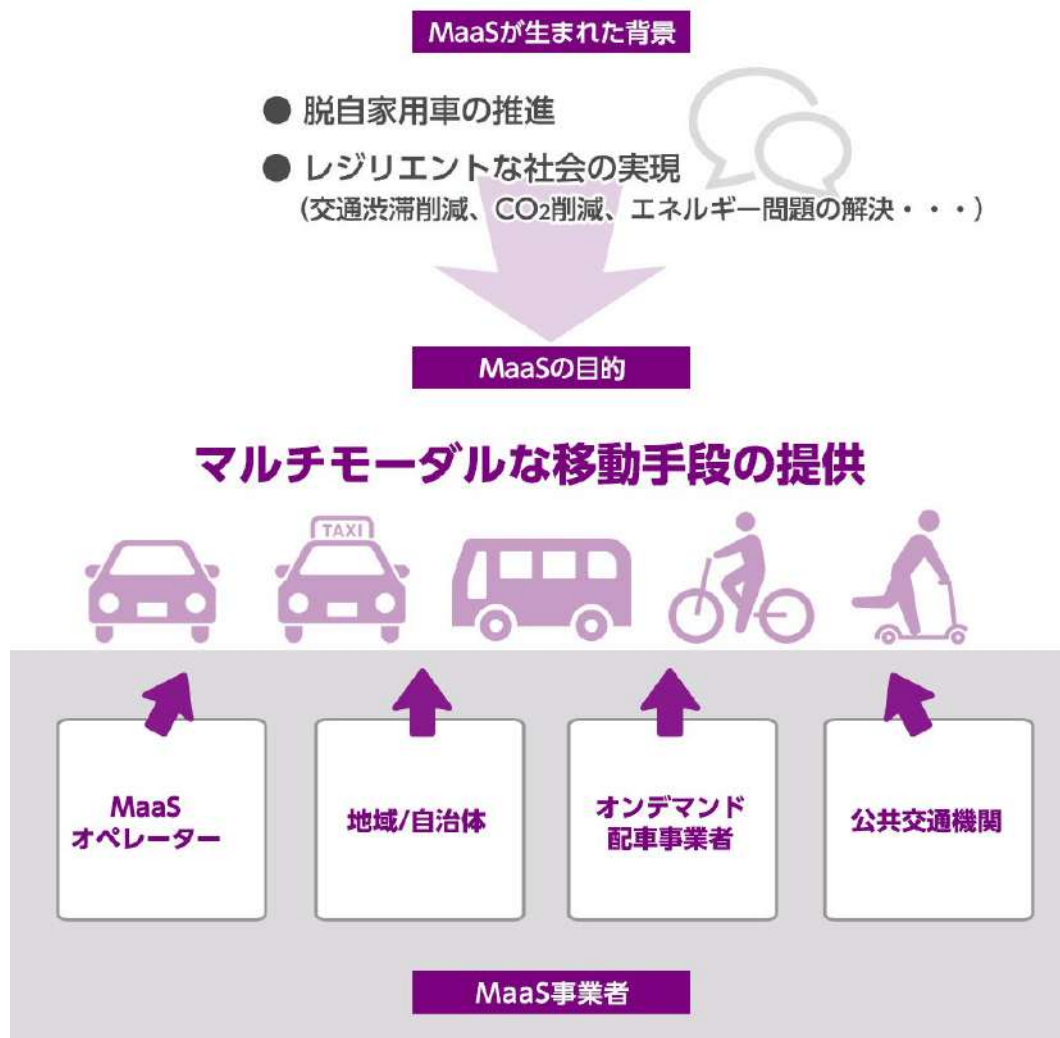 MaaSが生まれた背景
● 脱自家用車の推進
● レジリエントな社会の実現
(交通渋滞削減、CO2削減、エネルギー問題の解決・・・)
MaaSの目的
マルチモーダルな移動手段の提供
TAXI
MaaS
オペレーター
地域/自治体
オンデマンド
配車事業者
公共交通機関
MaaS事業者